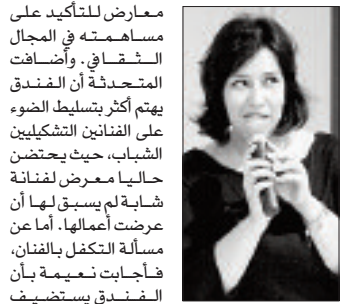 معارض للتأكيد على
مساهمته في المجال
الثقافي. وأضافت
المتحدثة أن الفندق
يهتم أكثر بتسليط الضوء
على الفنانين التشكيليين
الشباب، حيث يحتضن
حاليا معرض لفنانة
شابة لم يسبق لها أن
عرضت أعمالها. أما عن
مسألة التكفل بالفنان،
فأجابت نعيمة بأن
الفندق يستضيف